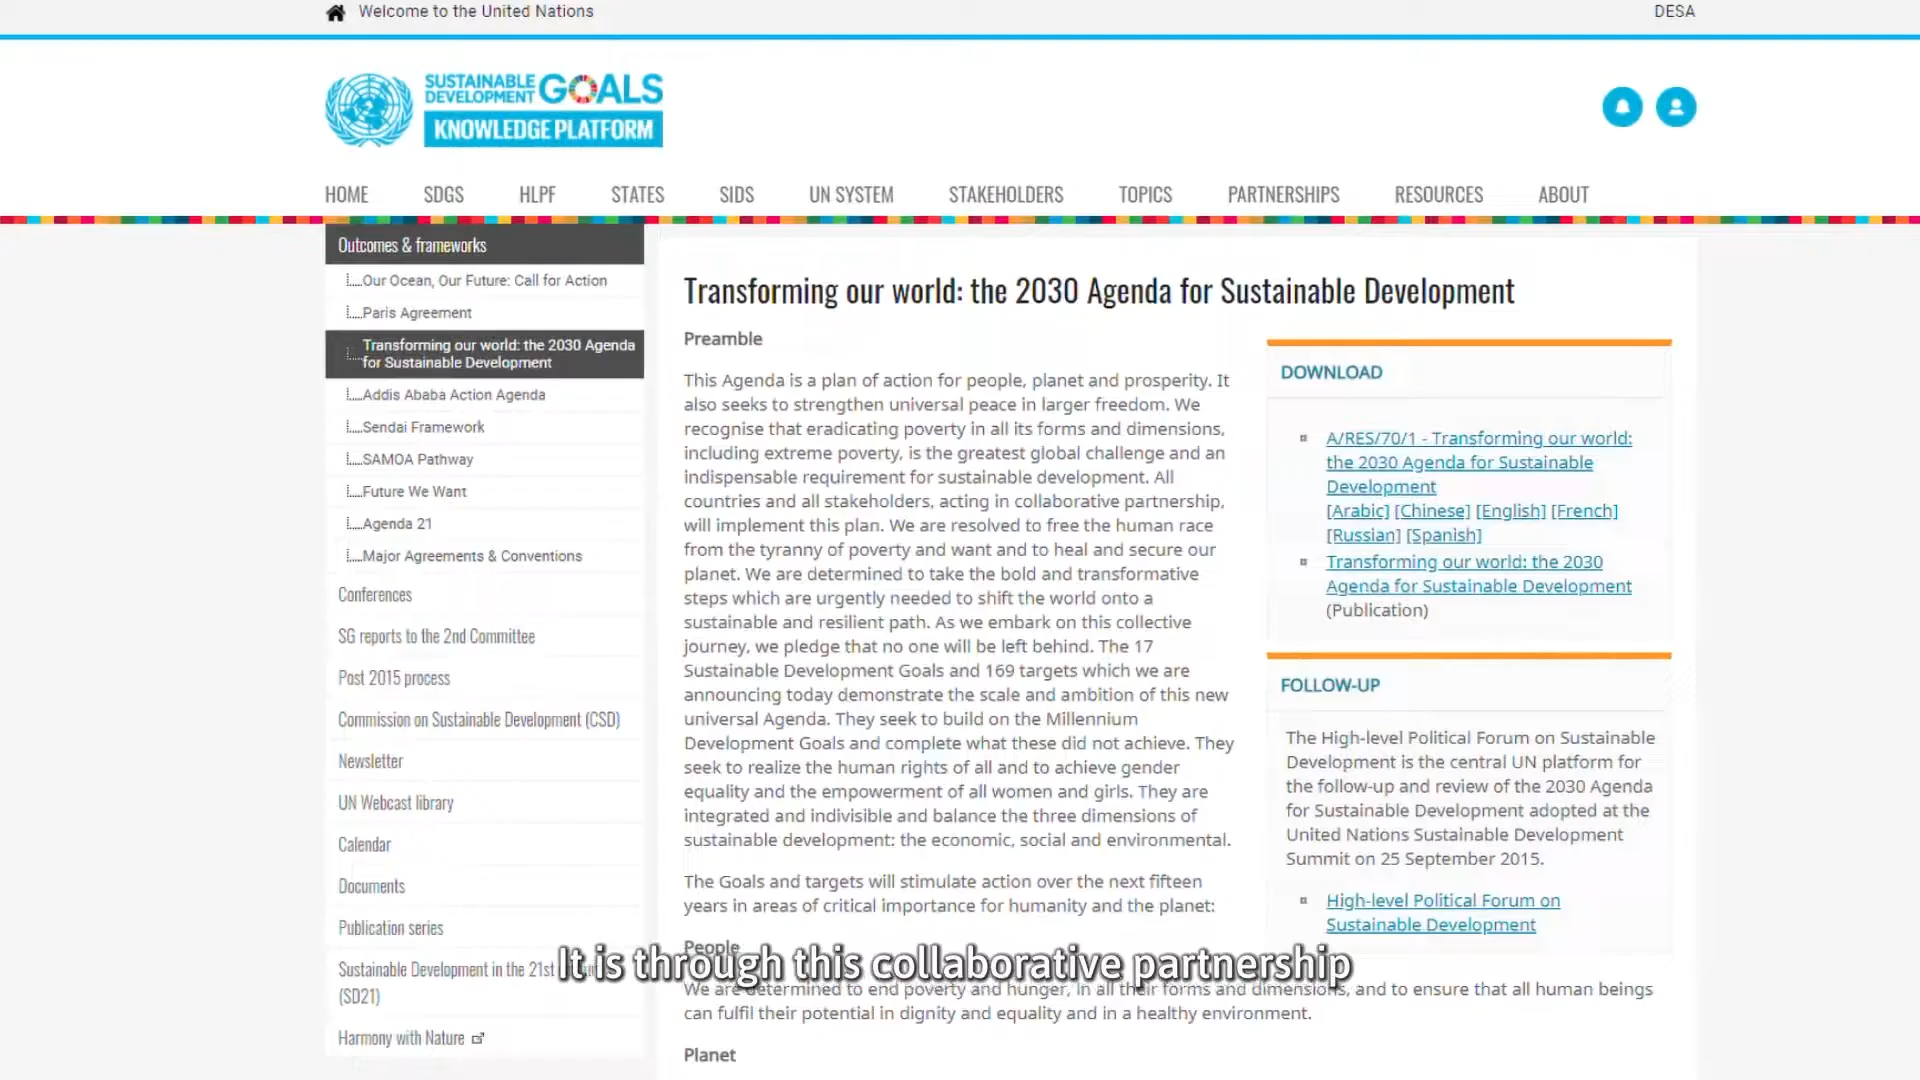 Welcome to the United Nations
DESA
SUSTAINABLE
DEVELOPMENT
GOALS
KNOWLEDGE PLATFORM
HOME
SDGS
HLPF
STATES
SIDS
UN SYSTEM
STAKEHOLDERS
TOPICS
PARTNERSHIPS
RESOURCES
ABOUT
Outcomes & frameworks
Our Ocean, Our Future: Call for Action
Paris Agreement
Transforming our world: the 2030 Agenda
for Sustainable Development
Addis Ababa Action Agenda
Sendai Framework
SAMOA Pathway
Future We Want
Agenda 21
Major Agreements & Conventions
Conferences
SG reports to the 2nd Committee
Post 2015 process
Commission on Sustainable Development (CSD)
Newsletter
UN Webcast library
Calendar
Documents
Publication series
Sustainable Development in the 21st
(SD21)
Harmony with Nature
Transforming our world: the 2030 Agenda for Sustainable Development
Preamble
This Agenda is a plan of action for people, planet and prosperity. It
also seeks to strengthen universal peace in larger freedom. We
recognise that eradicating poverty in all its forms and dimensions,
including extreme poverty, is the greatest global challenge and an
indispensable requirement for sustainable development. All
countries and all stakeholders, acting in collaborative partnership,
will implement this plan. We are resolved to free the human race
from the tyranny of poverty and want and to heal and secure our
planet. We are determined to take the bold and transformative
steps which are urgently needed to shift the world onto a
sustainable and resilient path. As we embark on this collective
journey, we pledge that no one will be left behind. The 17
Sustainable Development Goals and 169 targets which we are
announcing today demonstrate the scale and ambition of this new
universal Agenda. They seek to build on the Millennium
Development Goals and complete what these did not achieve. They
seek to realize the human rights of all and to achieve gender
equality and the empowerment of all women and girls. They are
integrated and indivisible and balance the three dimensions of
sustainable development: the economic, social and environmental.
The Goals and targets will stimulate action over the next fifteen
years in areas of critical importance for humanity and the planet:
People
We are determined to end poverty and hunger, in all their forms and dimensions, and to ensure that all human beings
can fulfil their potential in dignity and equality and in a healthy environment.
Planet
DOWNLOAD
A/RES/70/1 - Transforming our world:
the 2030 Agenda for Sustainable
Development
[Arabic] [Chinese] [English] [French]
[Russian] [Spanish]
Transforming our world: the 2030
Agenda for Sustainable Development
(Publication)
FOLLOW-UP
The High-level Political Forum on Sustainable
Development is the central UN platform for
the follow-up and review of the 2030 Agenda
for Sustainable Development adopted at the
United Nations Sustainable Development
Summit on 25 September 2015.
High-level Political Forum on
Sustainable Development
It is through this collaborative partnership